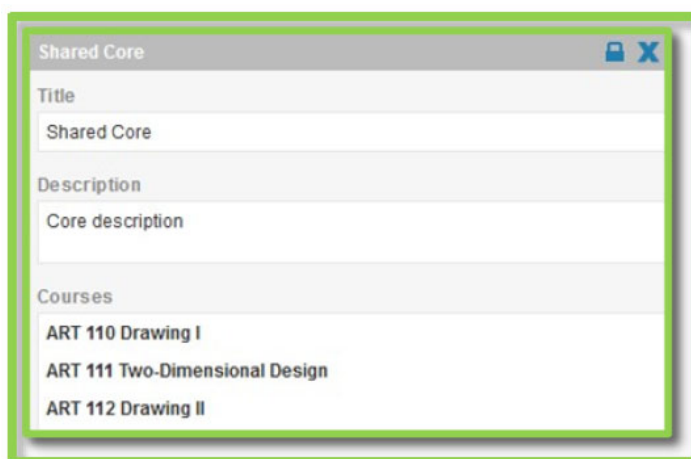 Shared Core
Title
Shared Core
Description
Core description
Courses
ART 110 Drawing I
ART 111 Two-Dimensional Design
ART 112 Drawing II